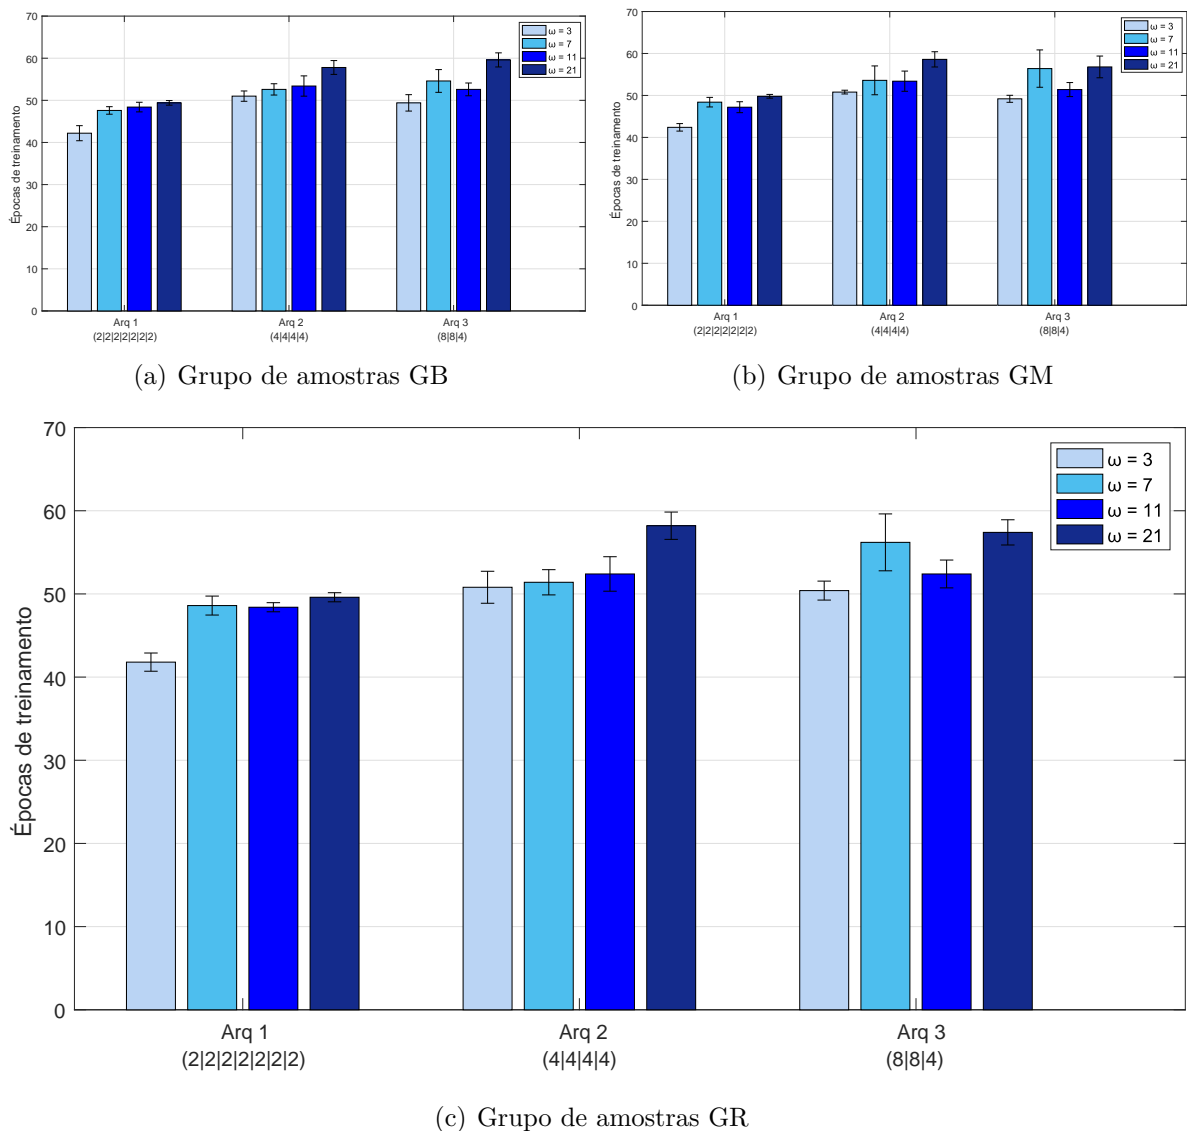 70
60
50
40
30
20
10
0
Épocas de treinamento
ω = 3
ω = 7
ω = 11
ω = 21
Arq 1
(2|2|2|2|2|2|2)
Arq 2
(4|4|4|4)
Arq 3
(8|8|4)
(a) Grupo de amostras GB
70
60
50
40
30
20
10
0
Épocas de treinamento
ω = 3
ω = 7
ω = 11
ω = 21
Arq 1
(2|2|2|2|2|2|2)
Arq 2
(4|4|4|4)
Arq 3
(8|8|4)
(b) Grupo de amostras GM
70
60
50
40
30
20
10
0
Épocas de treinamento
ω = 3
ω = 7
ω = 11
ω = 21
Arq 1
(2|2|2|2|2|2|2)
Arq 2
(4|4|4|4)
Arq 3
(8|8|4)
(c) Grupo de amostras GR